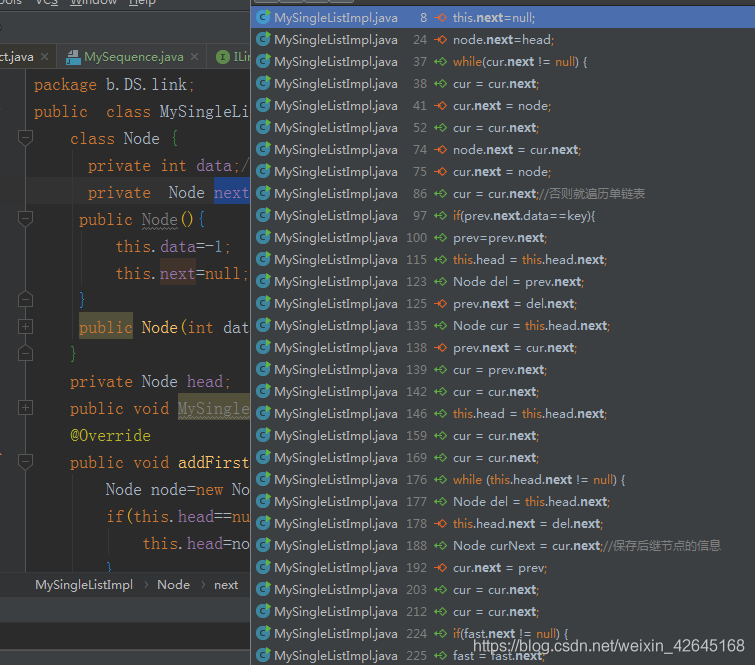 ools VCS Window Help
ct.java × MySequence.java × ILin
package b.DS.link;
public class MySingleLi
class Node {
private int data;/
private Node next
public Node(){
this.data=-1;
this.next=null;
}
public Node(int dat
}
private Node head;
public void MySingle
@Override
public void addFirst
Node node=new No
if(this.head==nu
this.head=no
}
MySingleListImpl › Node › next
MySingleListImpl.java 8 this.next=null;
MySingleListImpl.java 24 node.next=head;
MySingleListImpl.java 37 while(cur.next != null) {
MySingleListImpl.java 38 cur = cur.next;
MySingleListImpl.java 41 cur.next = node;
MySingleListImpl.java 52 cur = cur.next;
MySingleListImpl.java 74 node.next = cur.next;
MySingleListImpl.java 75 cur.next = node;
MySingleListImpl.java 86 cur = cur.next;//否则就遍历单链表
MySingleListImpl.java 97 if(prev.next.data==key){
MySingleListImpl.java 100 prev=prev.next;
MySingleListImpl.java 115 this.head = this.head.next;
MySingleListImpl.java 123 Node del = prev.next;
MySingleListImpl.java 125 prev.next = del.next;
MySingleListImpl.java 135 Node cur = this.head.next;
MySingleListImpl.java 138 prev.next = cur.next;
MySingleListImpl.java 139 cur = prev.next;
MySingleListImpl.java 142 cur = cur.next;
MySingleListImpl.java 146 this.head = this.head.next;
MySingleListImpl.java 159 cur = cur.next;
MySingleListImpl.java 169 cur = cur.next;
MySingleListImpl.java 176 while (this.head.next != null) {
MySingleListImpl.java 177 Node del = this.head.next;
MySingleListImpl.java 178 this.head.next = del.next;
MySingleListImpl.java 188 Node curNext = cur.next;//保存后继节点的信息
MySingleListImpl.java 192 cur.next = prev;
MySingleListImpl.java 203 cur = cur.next;
MySingleListImpl.java 212 cur = cur.next;
MySingleListImpl.java 224 if(fast.next != null) {
MySingleListImpl.java 225 fast = fast.next;
https://blog.csdn.net/weixin_42645168